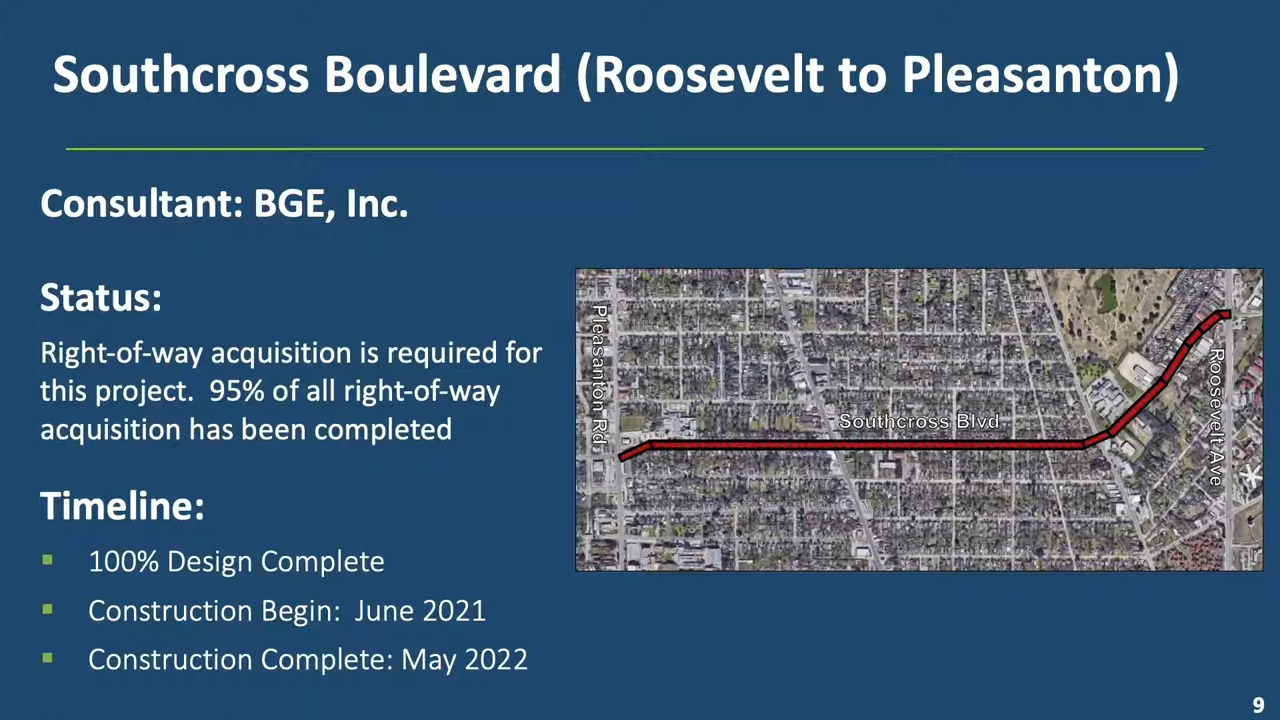 Southcross Boulevard (Roosevelt to Pleasanton)
Consultant: BGE, Inc.
Status:
Right-of-way acquisition is required for
this project.  95% of all right-of-way
acquisition has been completed
Timeline:
100% Design Complete
Construction Begin:  June 2021
Construction Complete: May 2022
Pleasanton Rd
Southcross Blvd
Roosevelt Ave
9